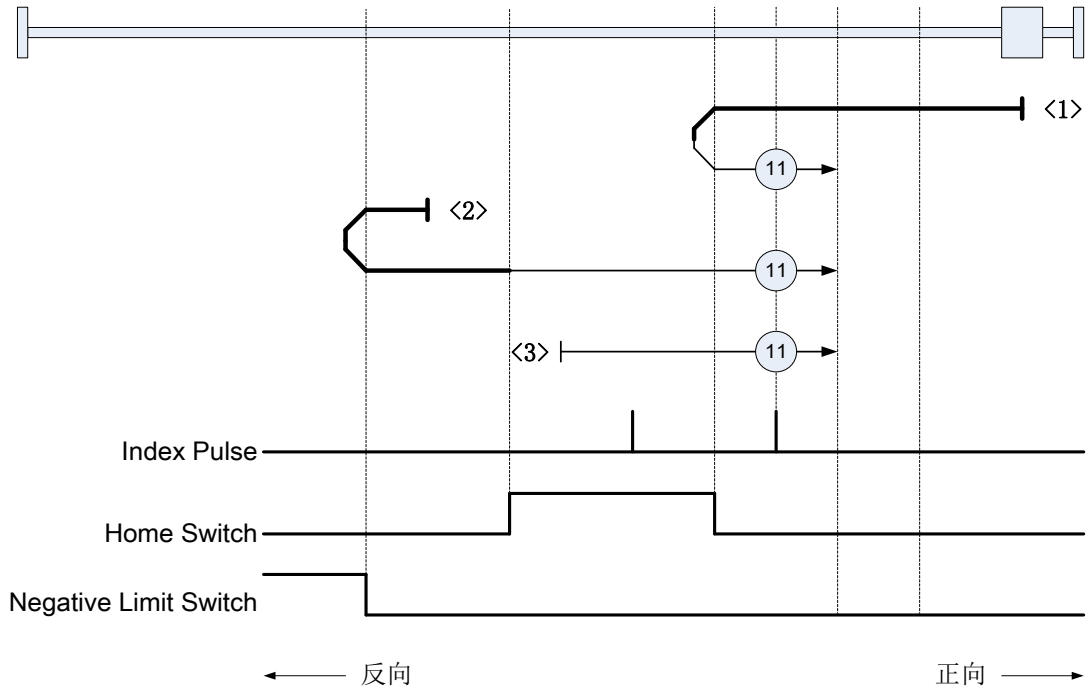 <1>
11
<2>
11
<3>
11
Index Pulse
Home Switch
Negative Limit Switch
反向
正向